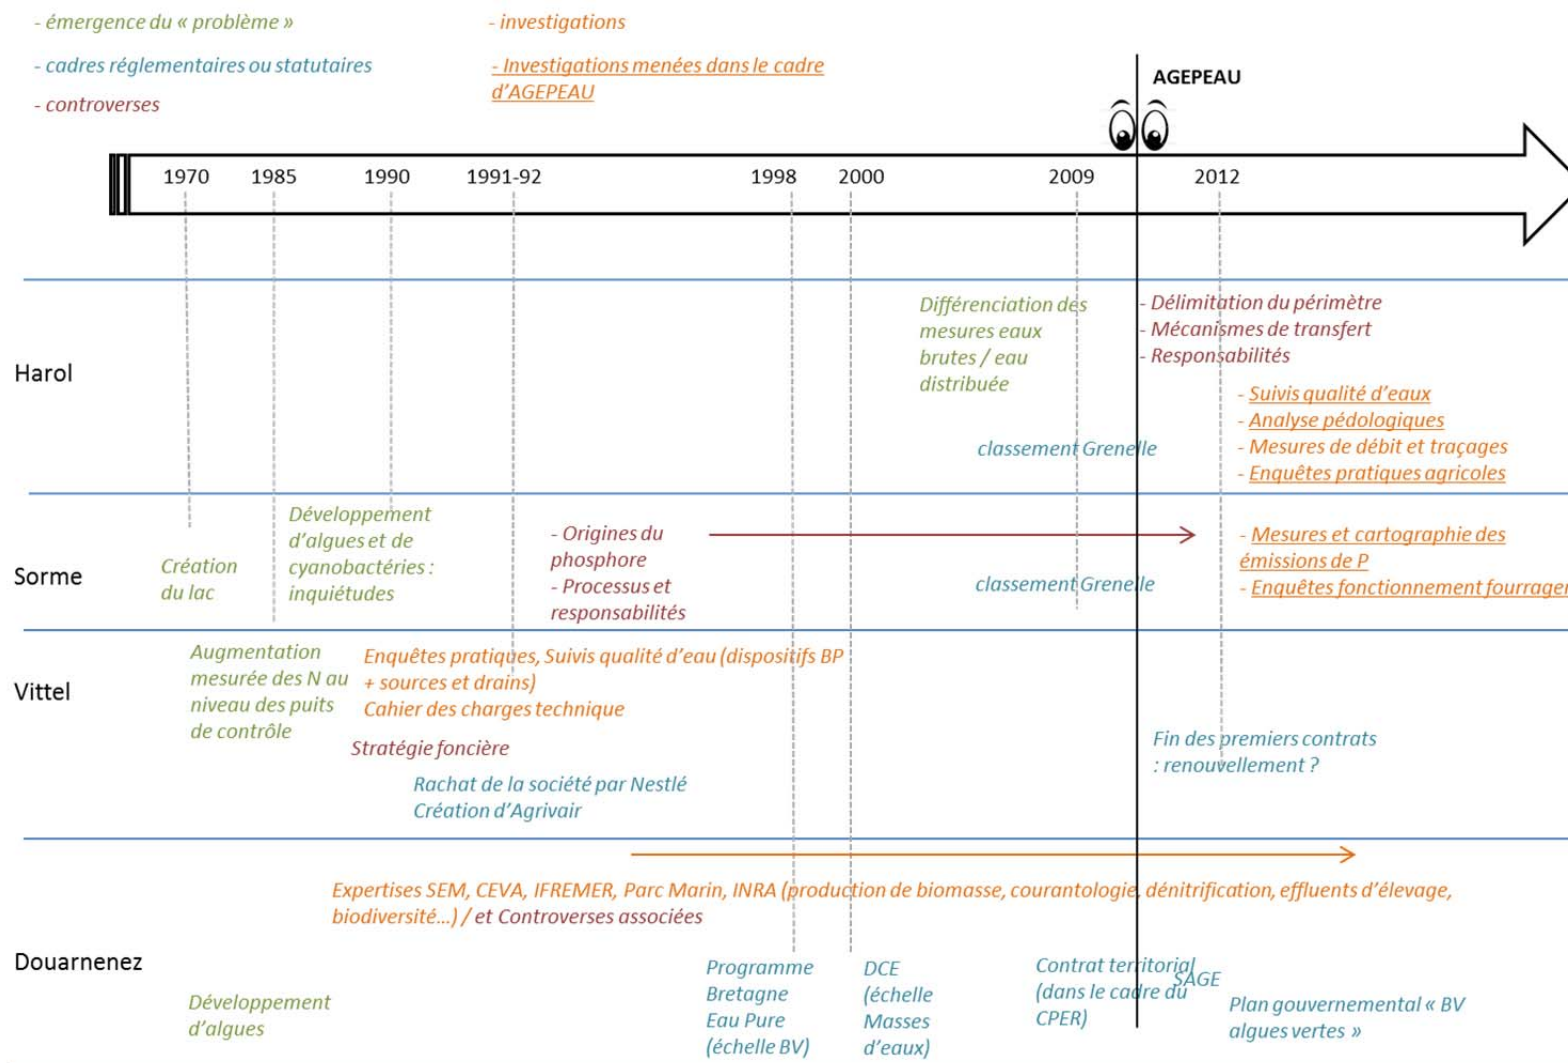 - émergence du « problème »
- cadres réglementaires ou statutaires
- controverses
- investigations
- Investigations menées dans le cadre
d’AGEPEAU
AGEPEAU
1970
1985
1990
1991-92
1998
2000
2009
2012
Harol
Différenciation des
mesures eaux
brutes / eau
distribuée
classement Grenelle
- Délimitation du périmètre
- Mécanismes de transfert
- Responsabilités
- Suivis qualité d’eaux
- Analyse pédologiques
- Mesures de débit et traçages
- Enquêtes pratiques agricoles
Sorme
Création
du lac
Développement
d’algues et de
cyanobactéries :
inquiétudes
- Origines du
phosphore
- Processus et
responsabilités
classement Grenelle
- Mesures et cartographie des
émissions de P
- Enquêtes fonctionnement fourrager
Vittel
Augmentation
mesurée des N au
niveau des puits
de contrôle
Enquêtes pratiques, Suivis qualité d’eau (dispositifs BP
+ sources et drains)
Cahier des charges technique
Stratégie foncière
Rachat de la société par Nestlé
Création d’Agrivair
Fin des premiers contrats
: renouvellement ?
Douarnenez
Expertises SEM, CEVA, IFREMER, Parc Marin, INRA (production de biomasse, courantologie, dénitrification, effluents d’élevage,
biodiversité…) / et Controverses associées
Développement
d’algues
Programme
Bretagne
Eau Pure
(échelle BV)
DCE
(échelle
Masses
d’eaux)
Contrat territorial
(dans le cadre du
CPER)
SAGE
Plan gouvernemental « BV
algues vertes »